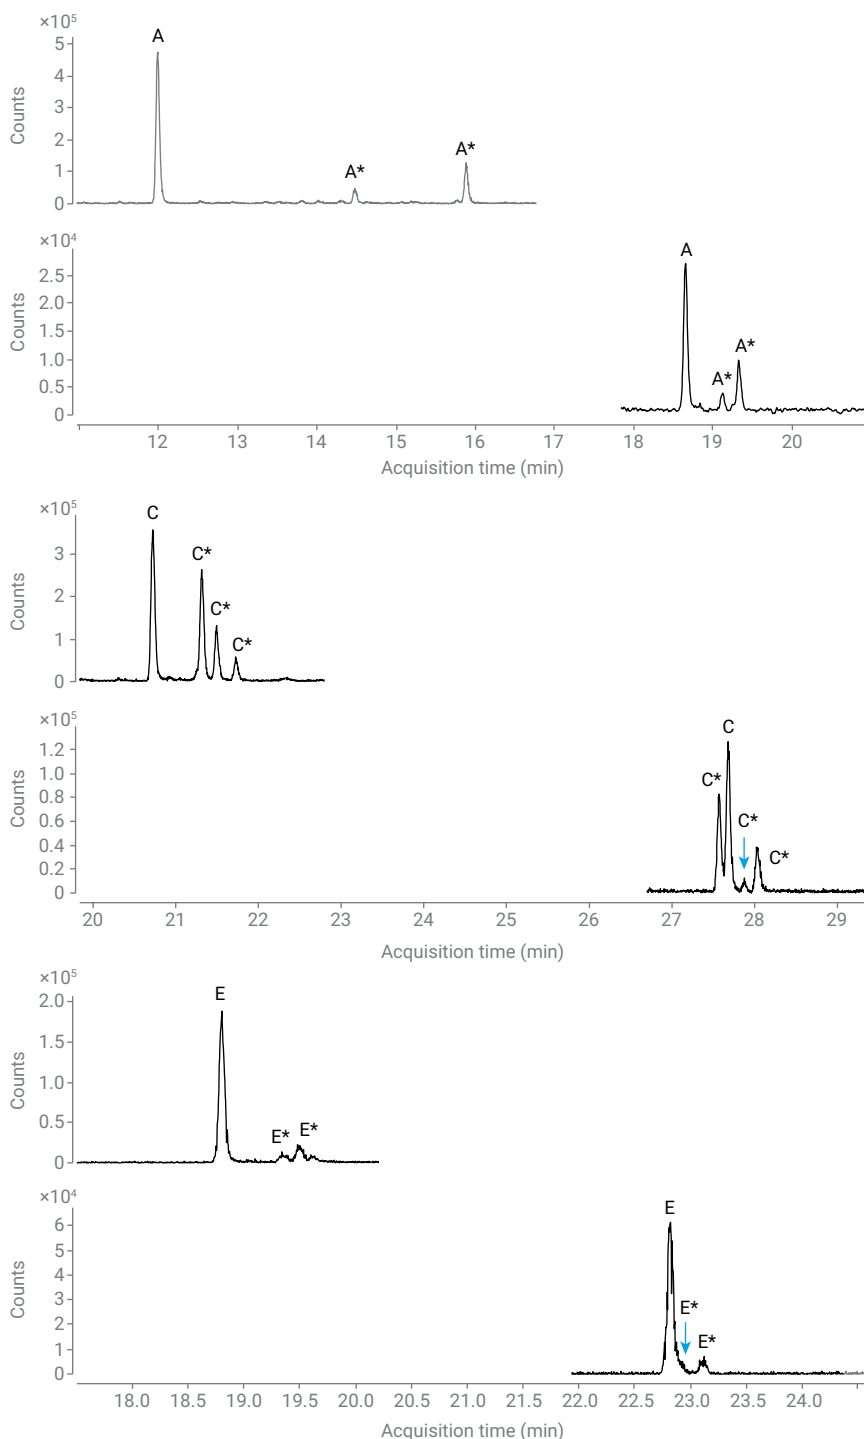 ×10⁵
A
5
4
3
2
1
0
Counts
A*
A*
×10⁴
A
2.5
2.0
1.5
1.0
0.5
0
Counts
A*
A*
12 13 14 15 16 17 18 19 20
Acquisition time (min)
×10⁵
C
3
2
1
0
Counts
C*
C*
C*
×10⁵
C
1.2
1.0
0.8
0.6
0.4
0.2
0
Counts
C*
C*
C*
20 21 22 23 24 25 26 27 28 29
Acquisition time (min)
×10⁵
E
2.0
1.5
1.0
0.5
0
Counts
E*
E*
×10⁴
E
6
5
4
3
2
1
0
Counts
E*
E*
18.0 18.5 19.0 19.5 20.0 20.5 21.0 21.5 22.0 22.5 23.0 23.5 24.0
Acquisition time (min)